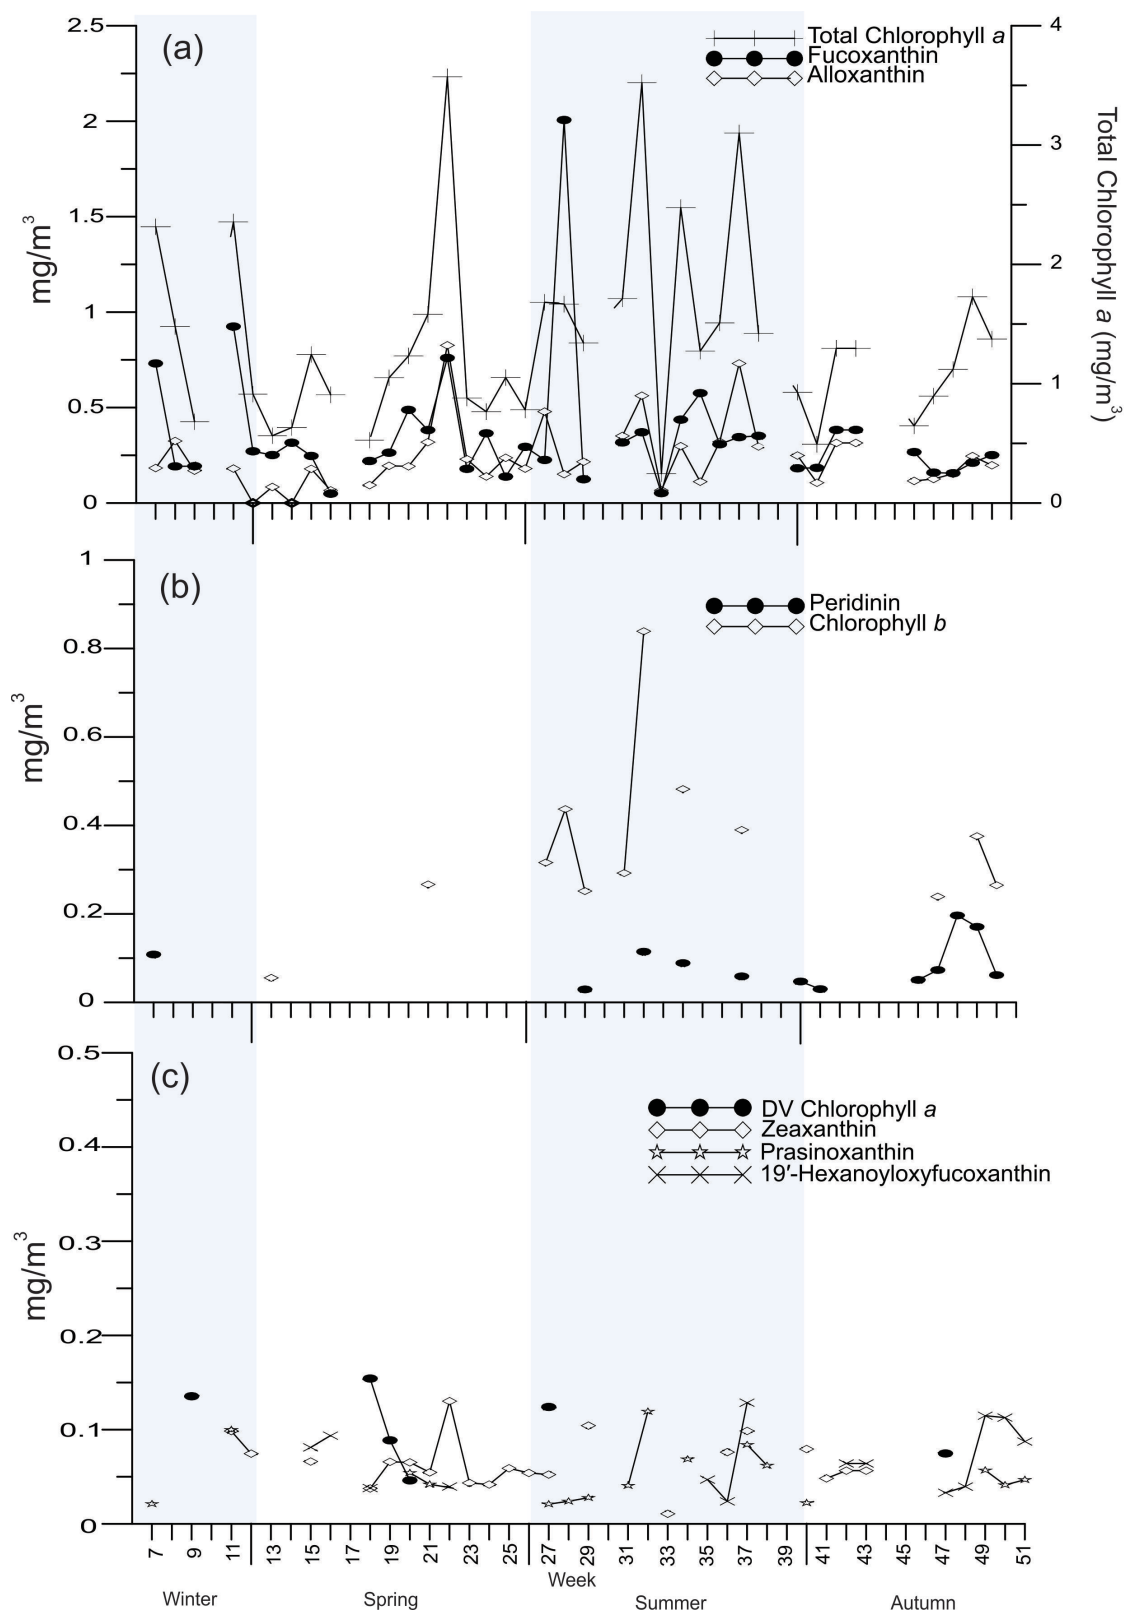 (a)
Total Chlorophyll a
Fucoxanthin
Alloxanthin
2.5
2
1.5
1
0.5
0
mg/m³
4
3
2
1
0
Total Chlorophyll a (mg/m³)
(b)
Peridinin
Chlorophyll b
1
0.8
0.6
0.4
0.2
0
mg/m³
(c)
DV Chlorophyll a
Zeaxanthin
Prasinoxanthin
19′-Hexanoyloxyfucoxanthin
0.5
0.4
0.3
0.2
0.1
0
mg/m³
7 9 11 13 15 17 19 21 23 25 27 29 31 33 35 37 39 41 43 45 47 49 51
Week
Winter Spring Summer Autumn